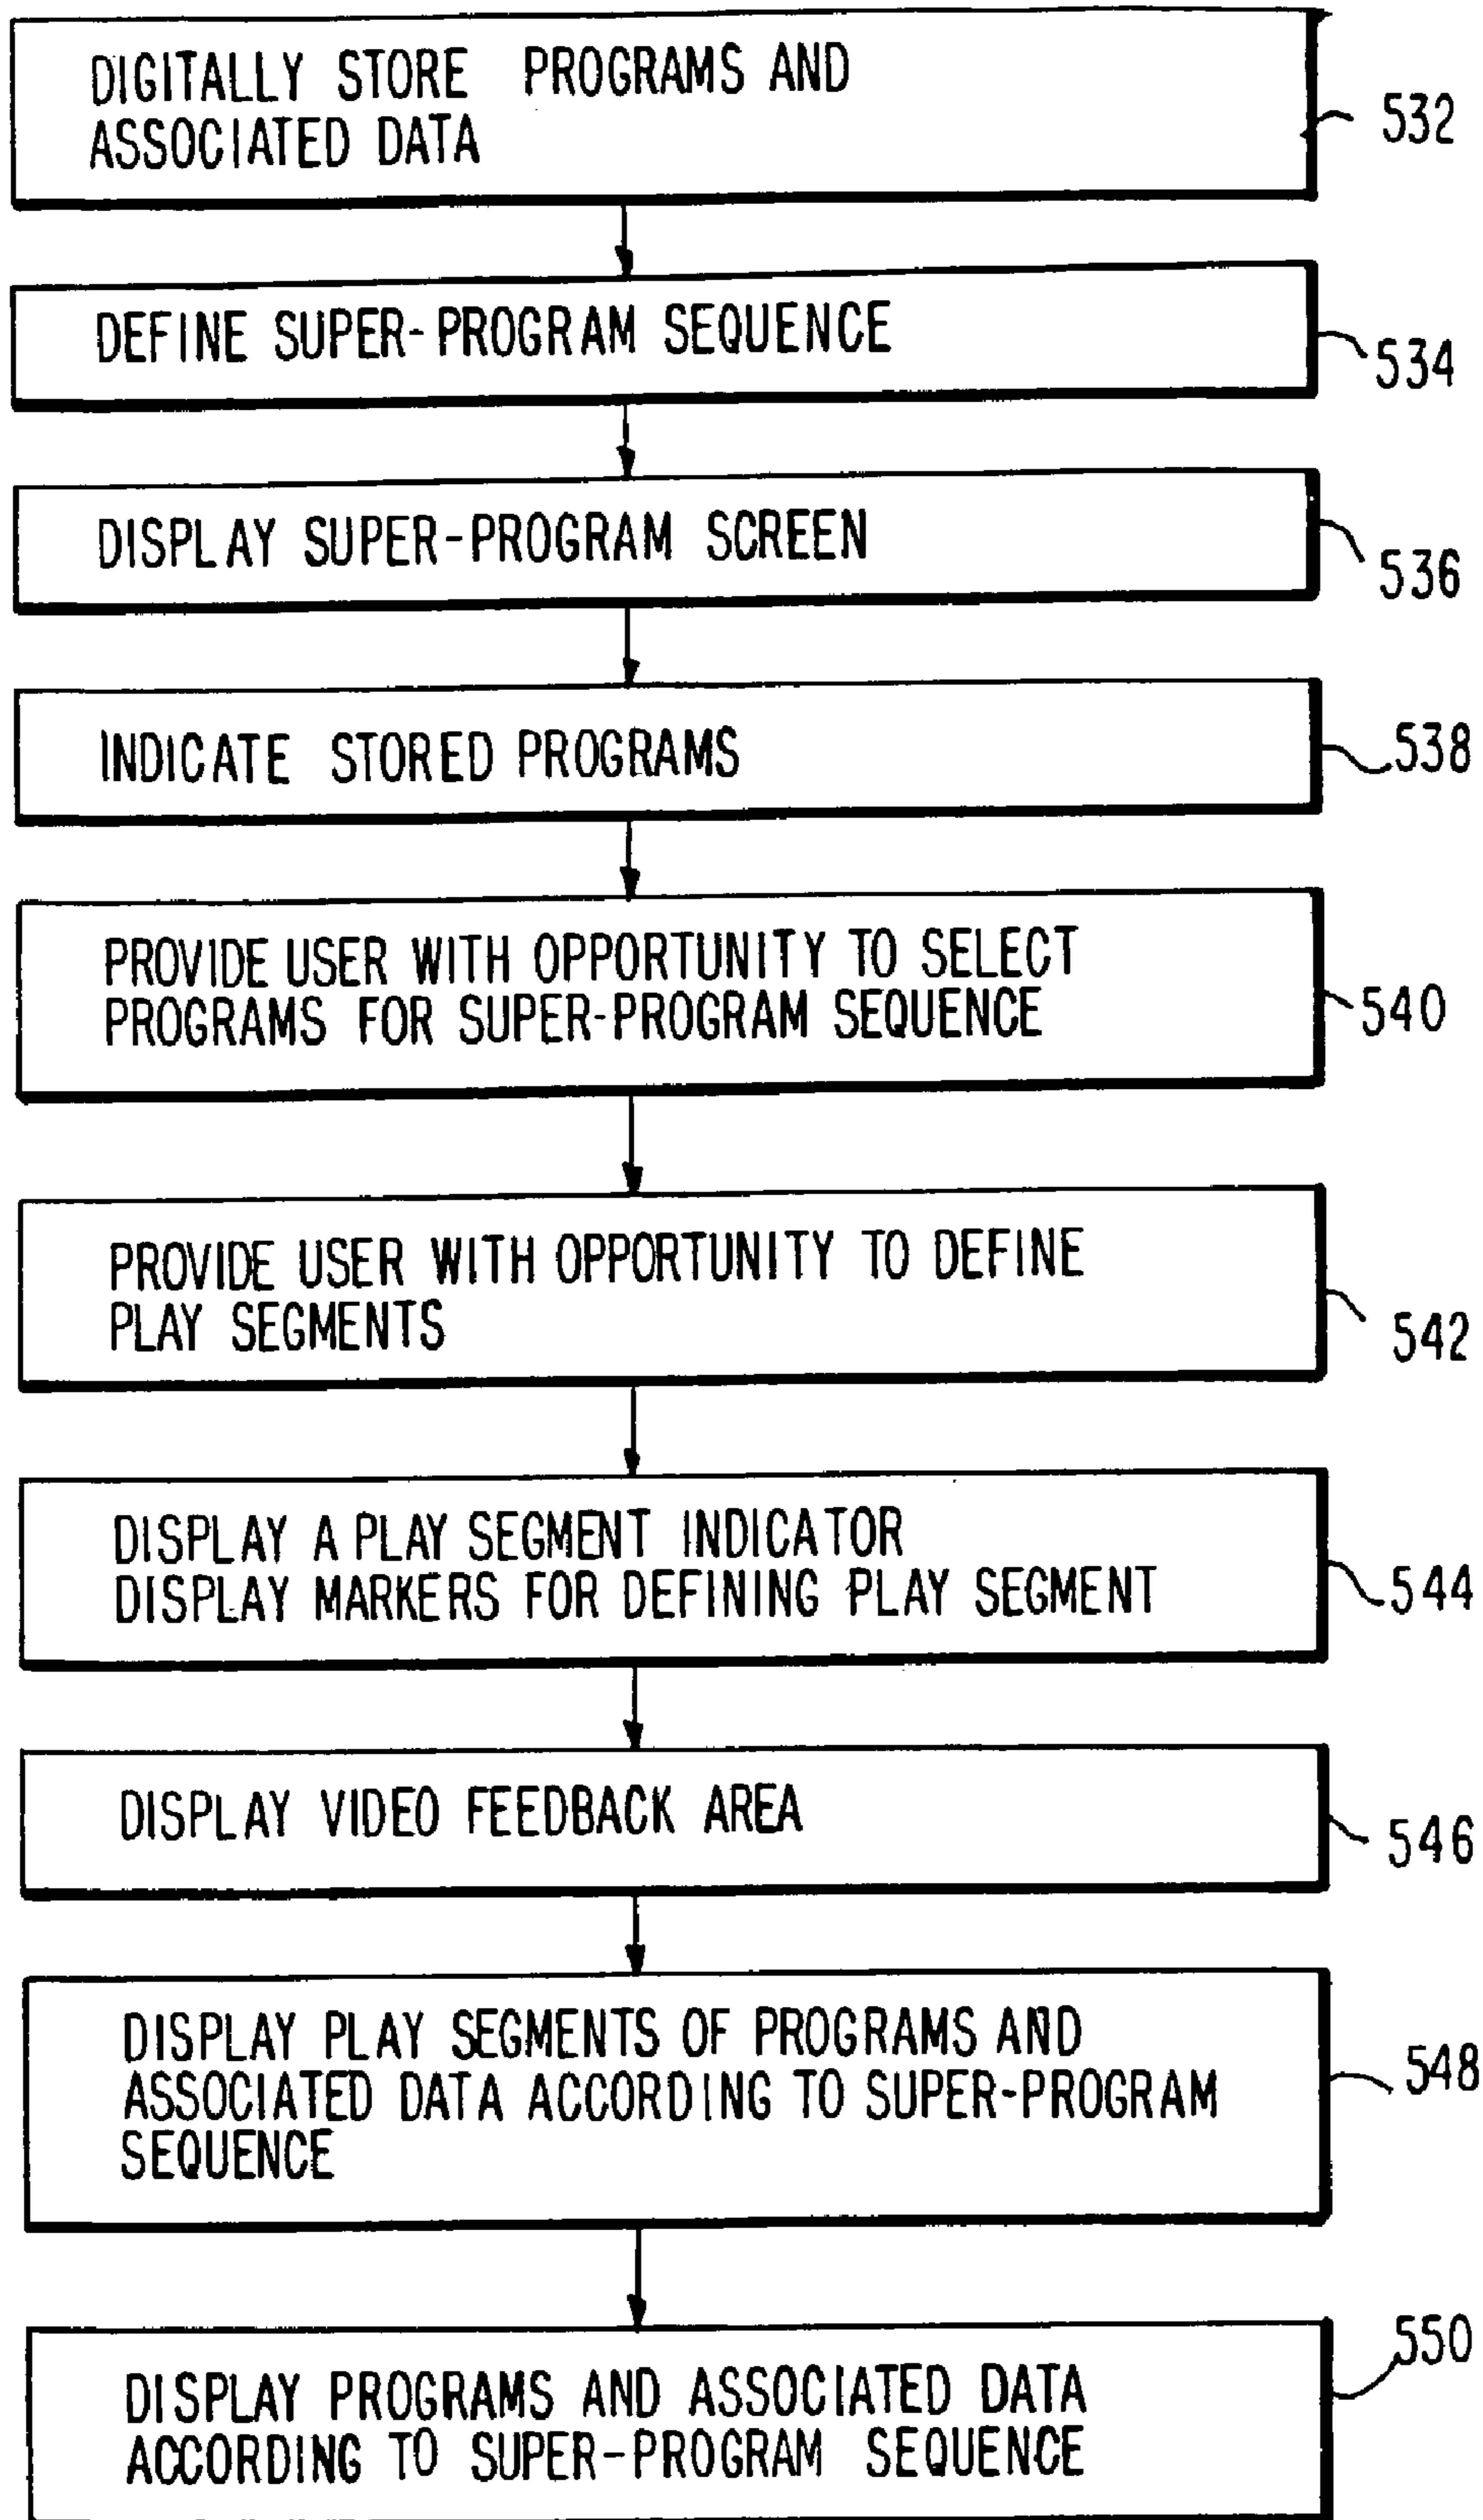 DIGITALLY STORE PROGRAMS AND
ASSOCIATED DATA
532
DEFINE SUPER-PROGRAM SEQUENCE
534
DISPLAY SUPER-PROGRAM SCREEN
536
INDICATE STORED PROGRAMS
538
PROVIDE USER WITH OPPORTUNITY TO SELECT
PROGRAMS FOR SUPER-PROGRAM SEQUENCE
540
PROVIDE USER WITH OPPORTUNITY TO DEFINE
PLAY SEGMENTS
542
DISPLAY A PLAY SEGMENT INDICATOR
DISPLAY MARKERS FOR DEFINING PLAY SEGMENT
544
DISPLAY VIDEO FEEDBACK AREA
546
DISPLAY PLAY SEGMENTS OF PROGRAMS AND
ASSOCIATED DATA ACCORDING TO SUPER-PROGRAM
SEQUENCE
548
DISPLAY PROGRAMS AND ASSOCIATED DATA
ACCORDING TO SUPER-PROGRAM SEQUENCE
550